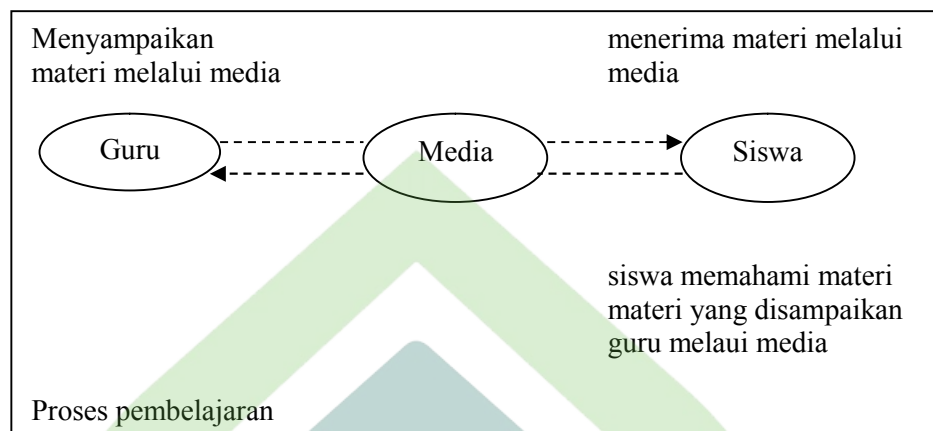 Menyampaikan
materi melalui media
menerima materi melalui
media
Guru
Media
Siswa
siswa memahami materi
materi yang disampaikan
guru melaui media
Proses pembelajaran